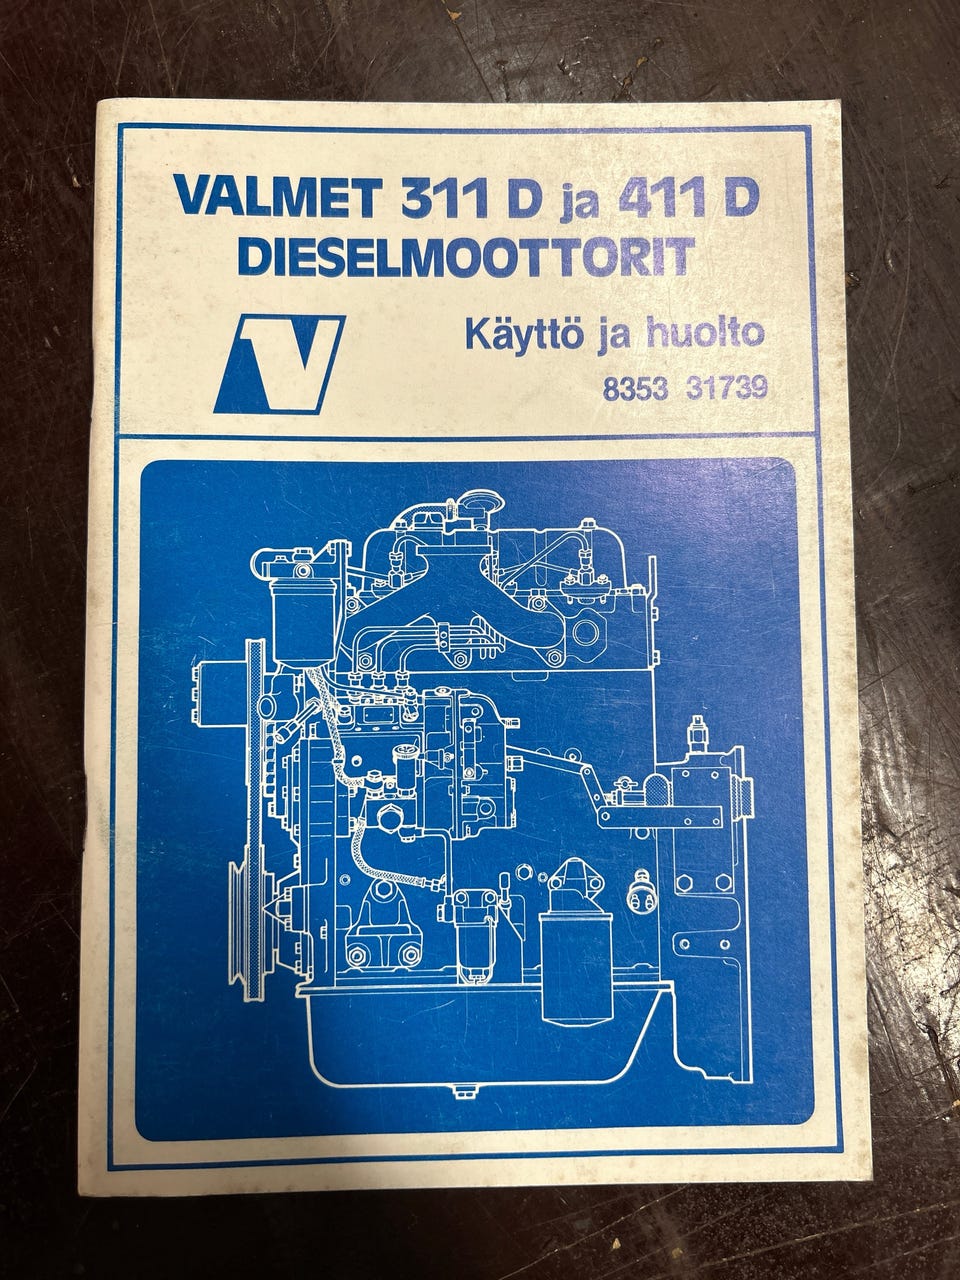 VALMET 311 D ja 411 D
DIESELMOOTTORIT
Käyttö ja huolto
8353 31739